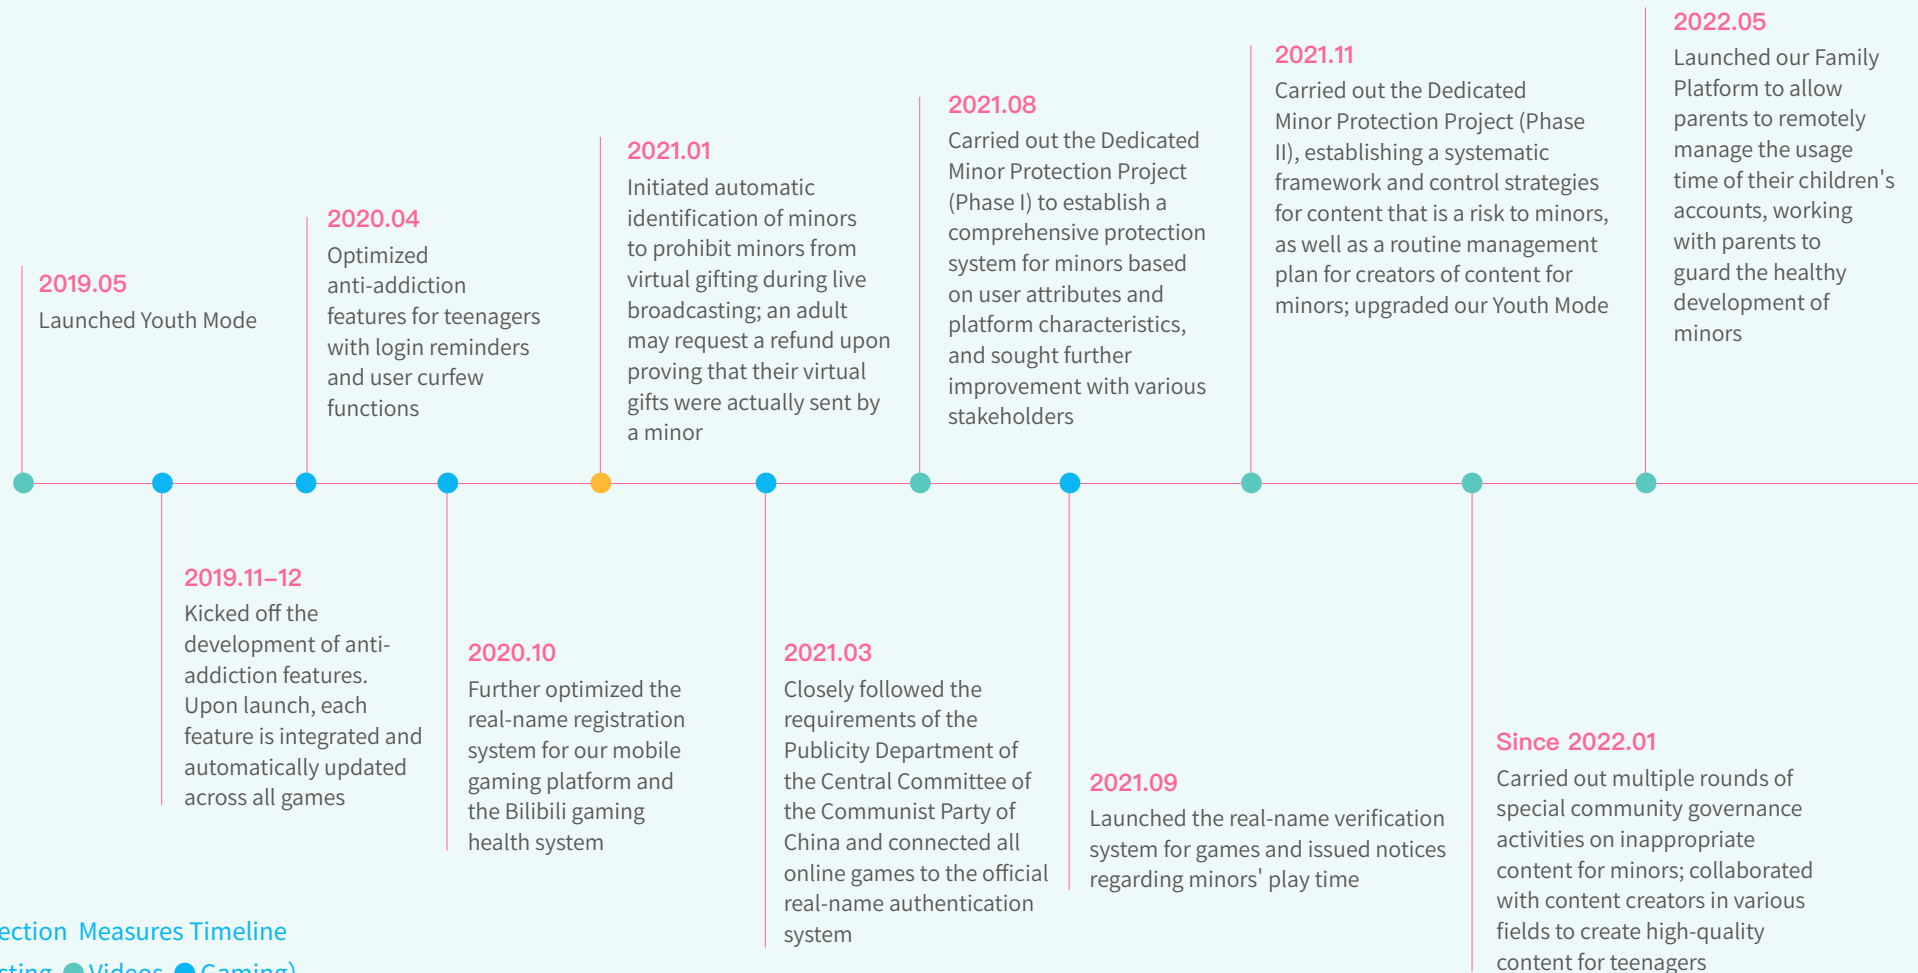 2019.05
Launched Youth Mode
2019.11–12
Kicked off the
development of anti-
addiction features.
Upon launch, each
feature is integrated and
automatically updated
across all games
2020.04
Optimized
anti-addiction
features for teenagers
with login reminders
and user curfew
functions
2020.10
Further optimized the
real-name registration
system for our mobile
gaming platform and
the Bilibili gaming
health system
2021.01
Initiated automatic
identification of minors
to prohibit minors from
virtual gifting during live
broadcasting; an adult
may request a refund upon
proving that their virtual
gifts were actually sent by
a minor
2021.03
Closely followed the
requirements of the
Publicity Department of
the Central Committee of
the Communist Party of
China and connected all
online games to the official
real-name authentication
system
2021.08
Carried out the Dedicated
Minor Protection Project
(Phase I) to establish a
comprehensive protection
system for minors based
on user attributes and
platform characteristics,
and sought further
improvement with various
stakeholders
2021.09
Launched the real-name verification
system for games and issued notices
regarding minors' play time
2021.11
Carried out the Dedicated
Minor Protection Project (Phase
II), establishing a systematic
framework and control strategies
for content that is a risk to minors,
as well as a routine management
plan for creators of content for
minors; upgraded our Youth Mode
Since 2022.01
Carried out multiple rounds of
special community governance
activities on inappropriate
content for minors; collaborated
with content creators in various
fields to create high-quality
content for teenagers
2022.05
Launched our Family
Platform to allow
parents to remotely
manage the usage
time of their children's
accounts, working
with parents to
guard the healthy
development of
minors
ection Measures Timeline
sting Videos Gaming)